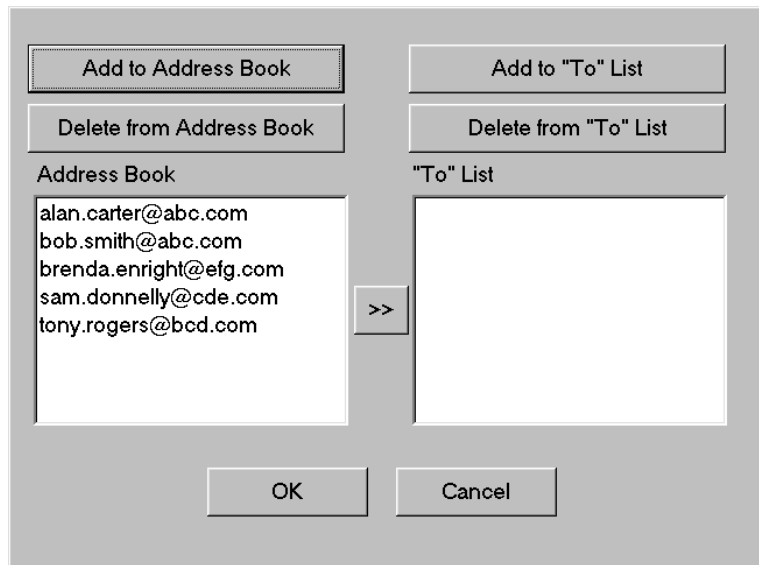 Add to Address Book
Add to "To" List
Delete from Address Book
Delete from "To" List
Address Book
"To" List
alan.carter@abc.com
bob.smith@abc.com
brenda.enright@efg.com
sam.donnelly@cde.com
tony.rogers@bcd.com
>>
OK
Cancel